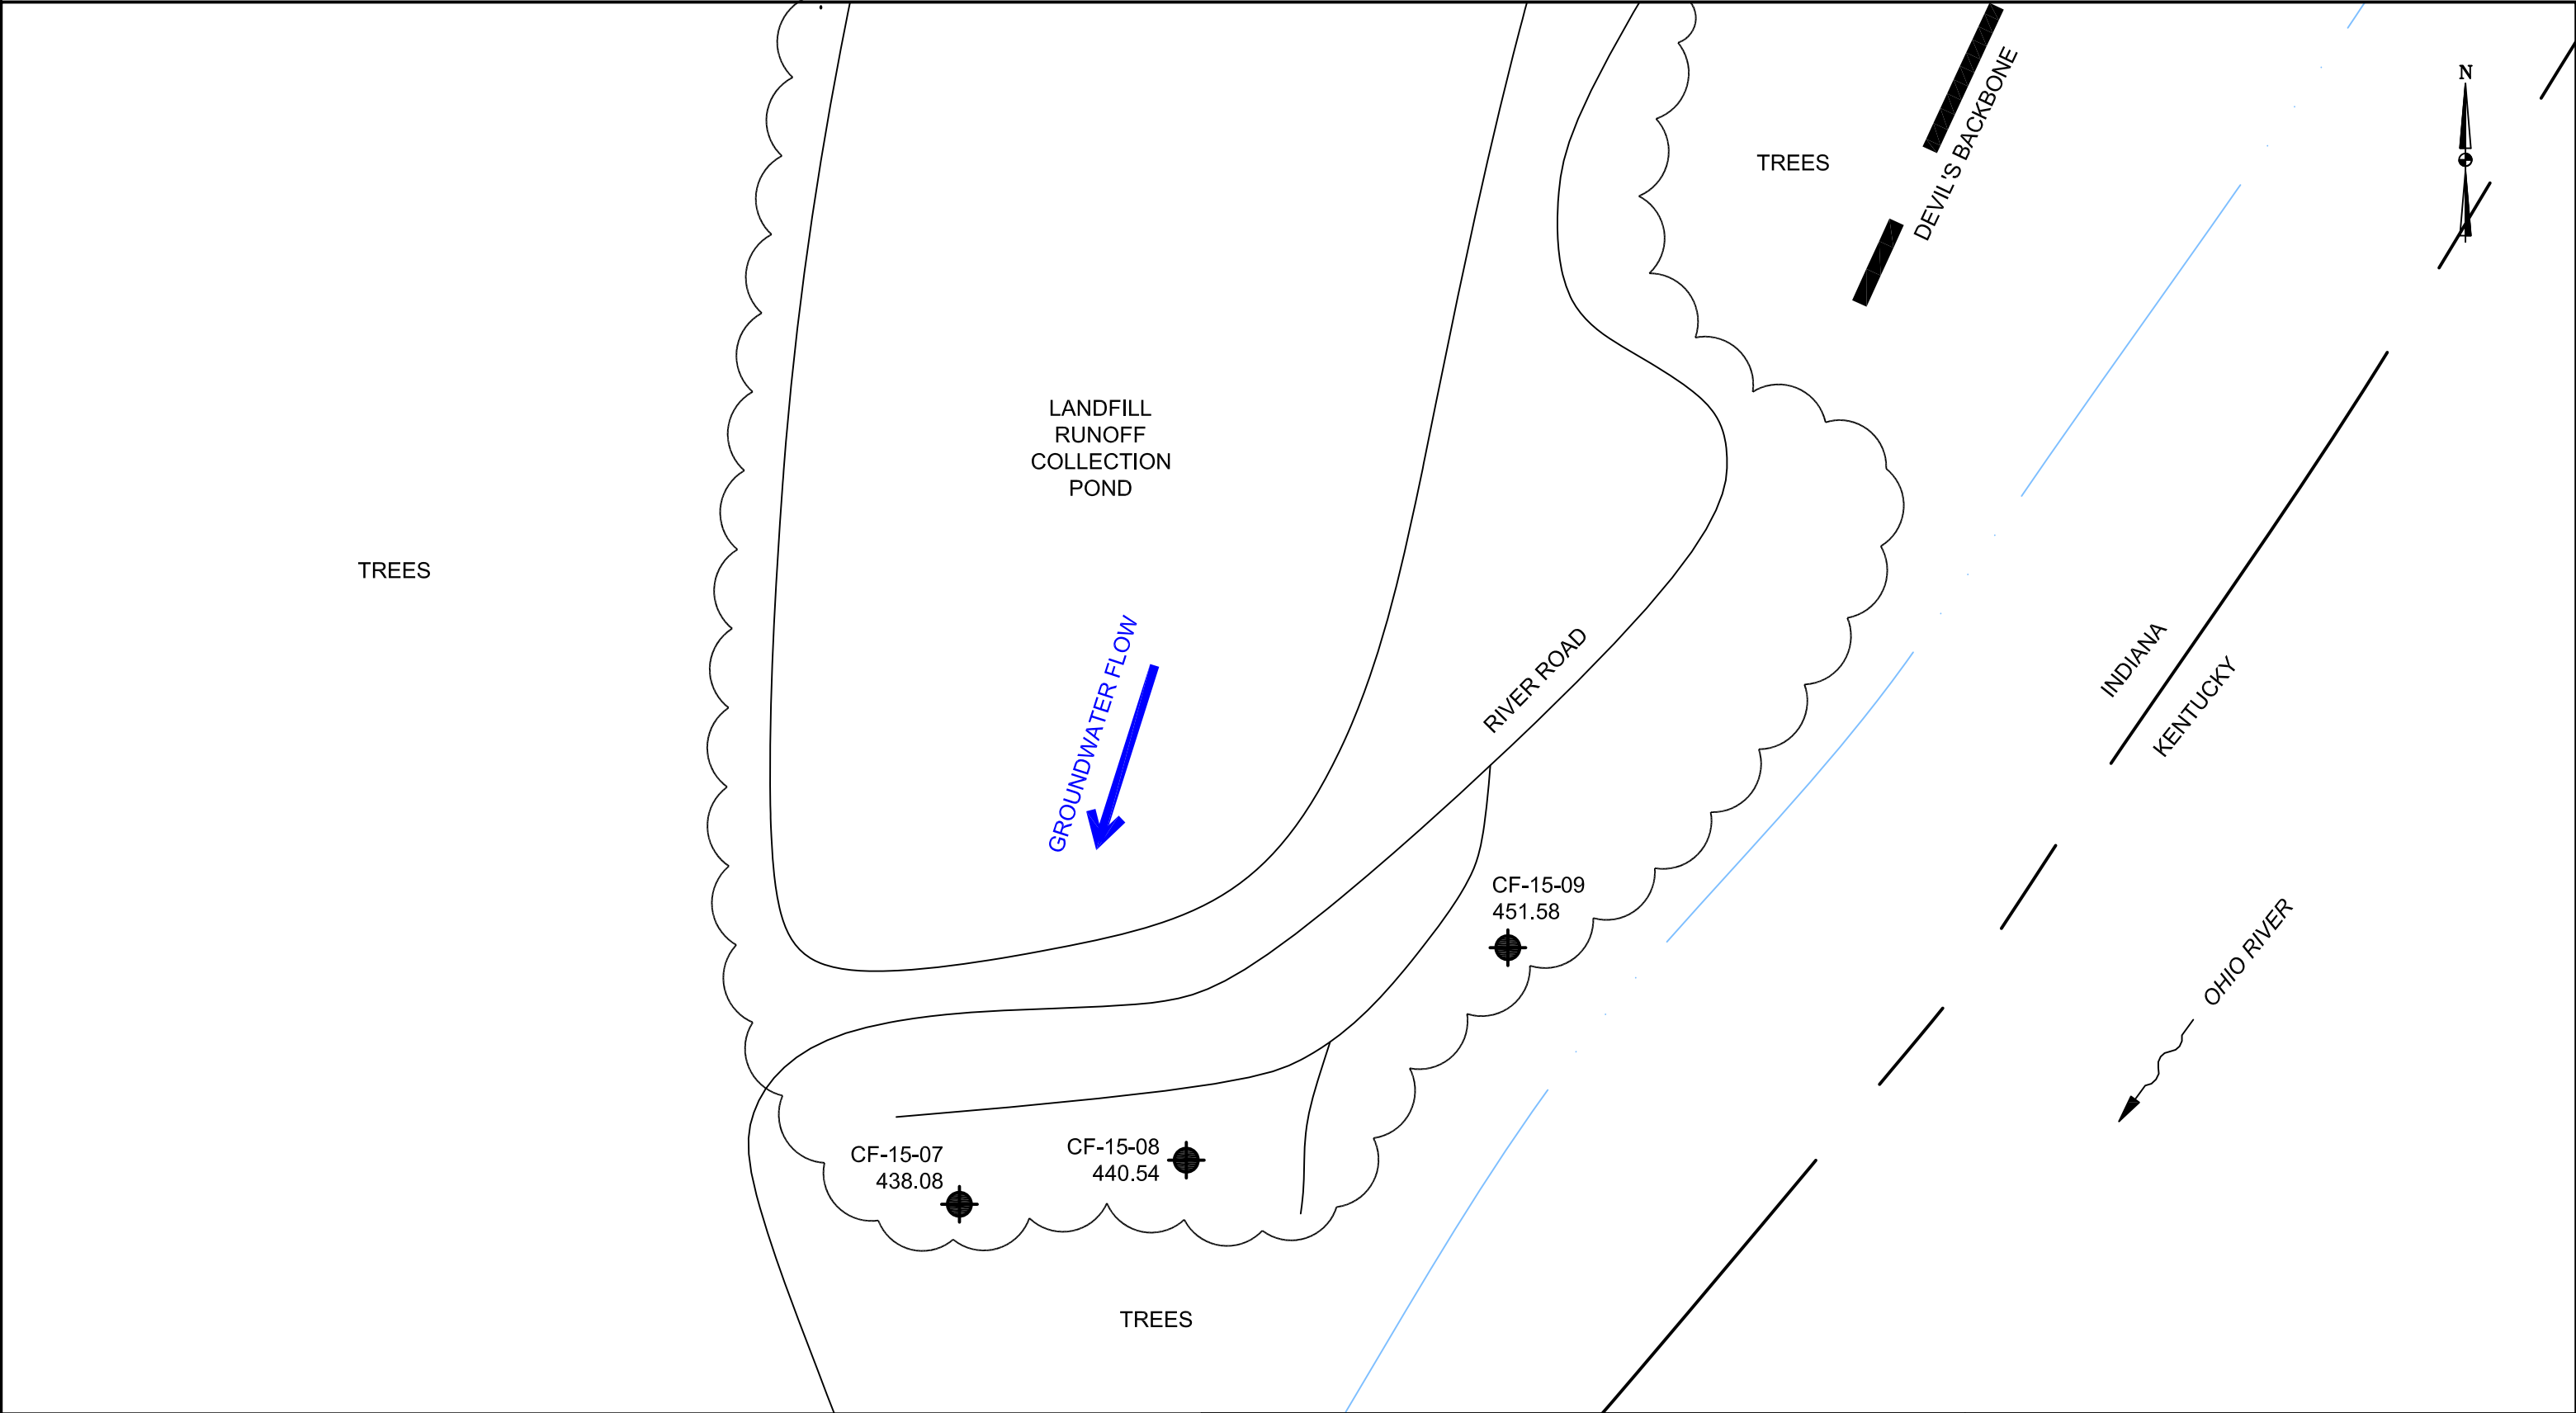 N
DEVIL'S BACKBONE
TREES
LANDFILL
RUNOFF
COLLECTION
POND
TREES
GROUNDWATER FLOW
RIVER ROAD
INDIANA
KENTUCKY
CF-15-09
451.58
OHIO RIVER
CF-15-07
438.08
CF-15-08
440.54
TREES